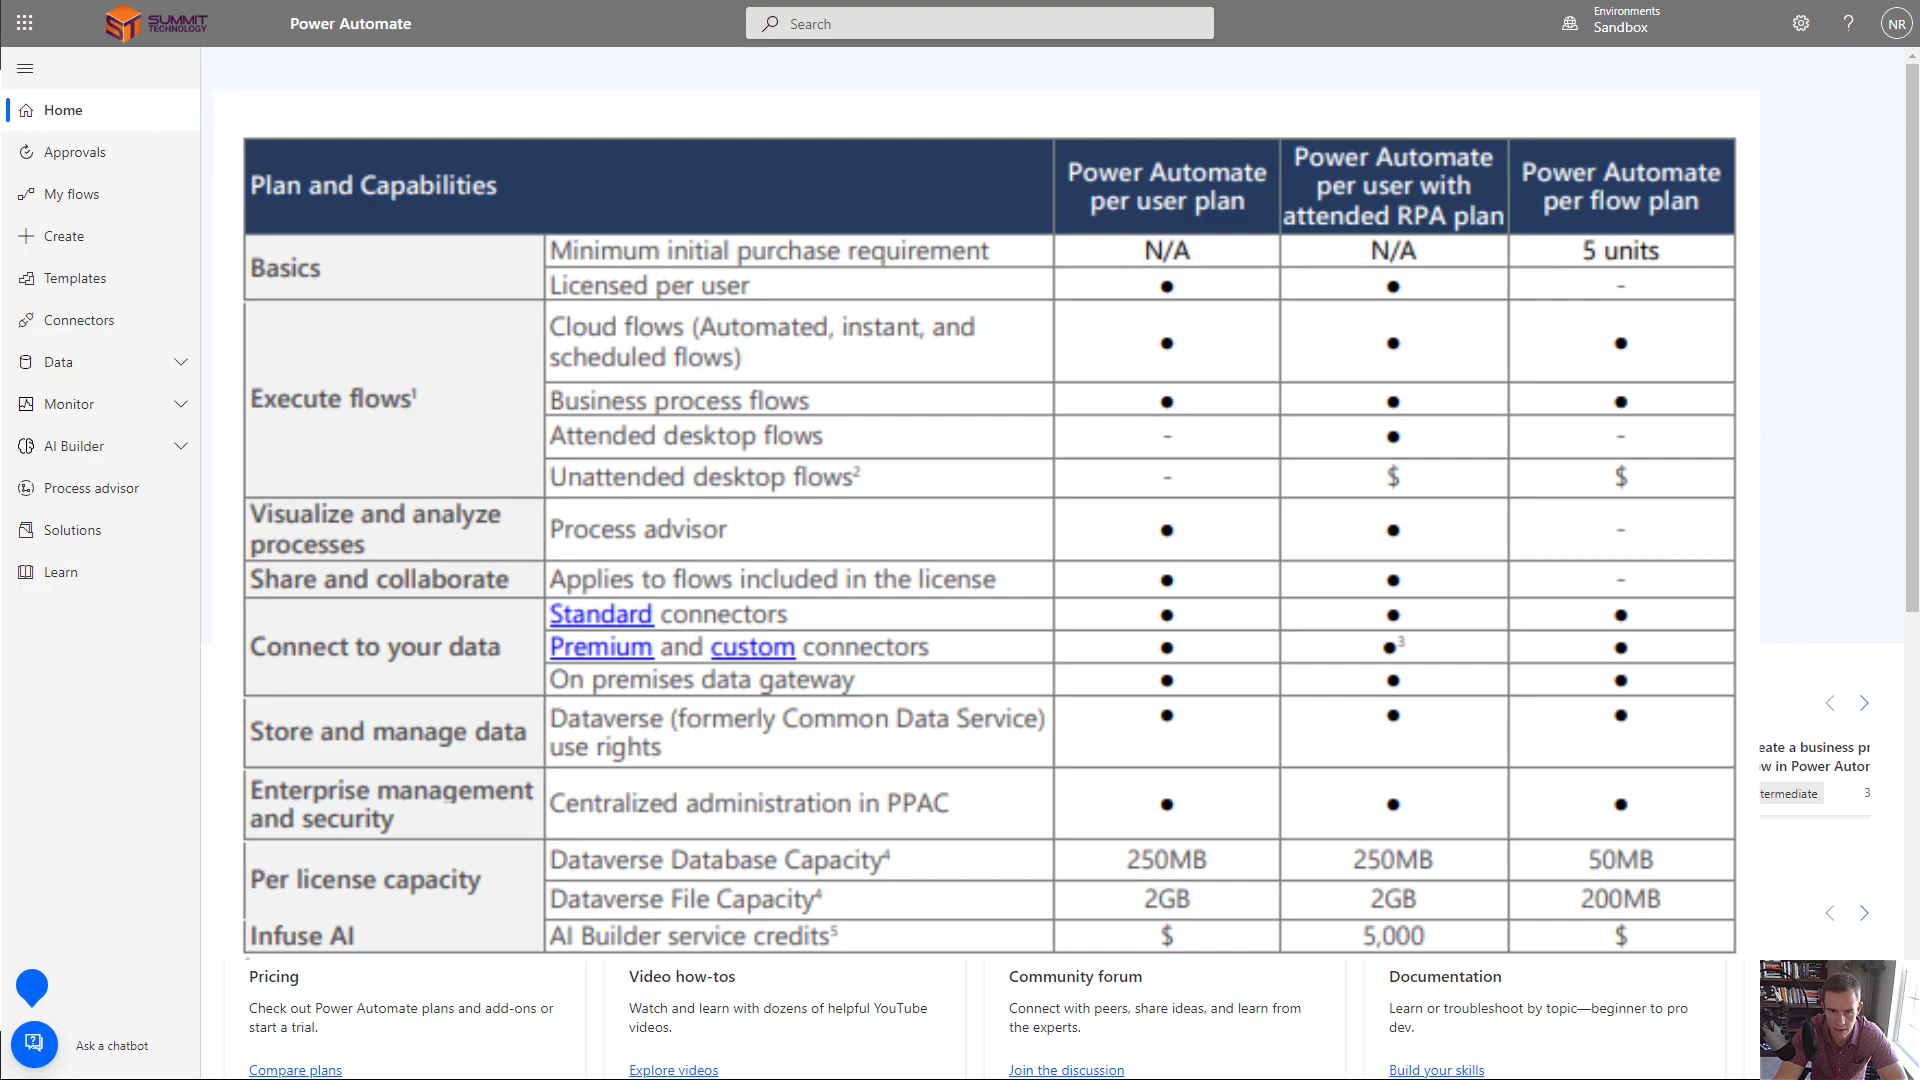 SUMMIT
TECHNOLOGY
Power Automate
Search
Environments
Sandbox
?
NR
Home
Approvals
My flows
Create
Templates
Connectors
Data
Monitor
AI Builder
Process advisor
Solutions
Learn
Ask a chatbot
Plan and Capabilities
Power Automate
per user plan
Power Automate
per user with
attended RPA plan
Power Automate
per flow plan
Basics
Minimum initial purchase requirement
N/A
N/A
5 units
Licensed per user
● ● -
Execute flows¹
Cloud flows (Automated, instant, and
scheduled flows)
● ● ●
Business process flows
● ● ●
Attended desktop flows
- ● -
Unattended desktop flows²
- $ $
Visualize and analyze
processes
Process advisor
● ● -
Share and collaborate
Applies to flows included in the license
● ● -
Connect to your data
Standard connectors
● ● ●
Premium and custom connectors
● ●³ ●
On premises data gateway
● ● ●
Store and manage data
Dataverse (formerly Common Data Service)
use rights
● ● ●
Enterprise management
and security
Centralized administration in PPAC
● ● ●
Per license capacity
Dataverse Database Capacity⁴
250MB
250MB
50MB
Dataverse File Capacity⁴
2GB
2GB
200MB
Infuse AI
AI Builder service credits⁵
$
5,000
$
eate a business pr
w in Power Autor
termediate
3
Pricing
Check out Power Automate plans and add-ons or
start a trial.
Compare plans
Video how-tos
Watch and learn with dozens of helpful YouTube
videos.
Explore videos
Community forum
Connect with peers, share ideas, and learn from
the experts.
Join the discussion
Documentation
Learn or troubleshoot by topic—beginner to pro
dev.
Build your skills